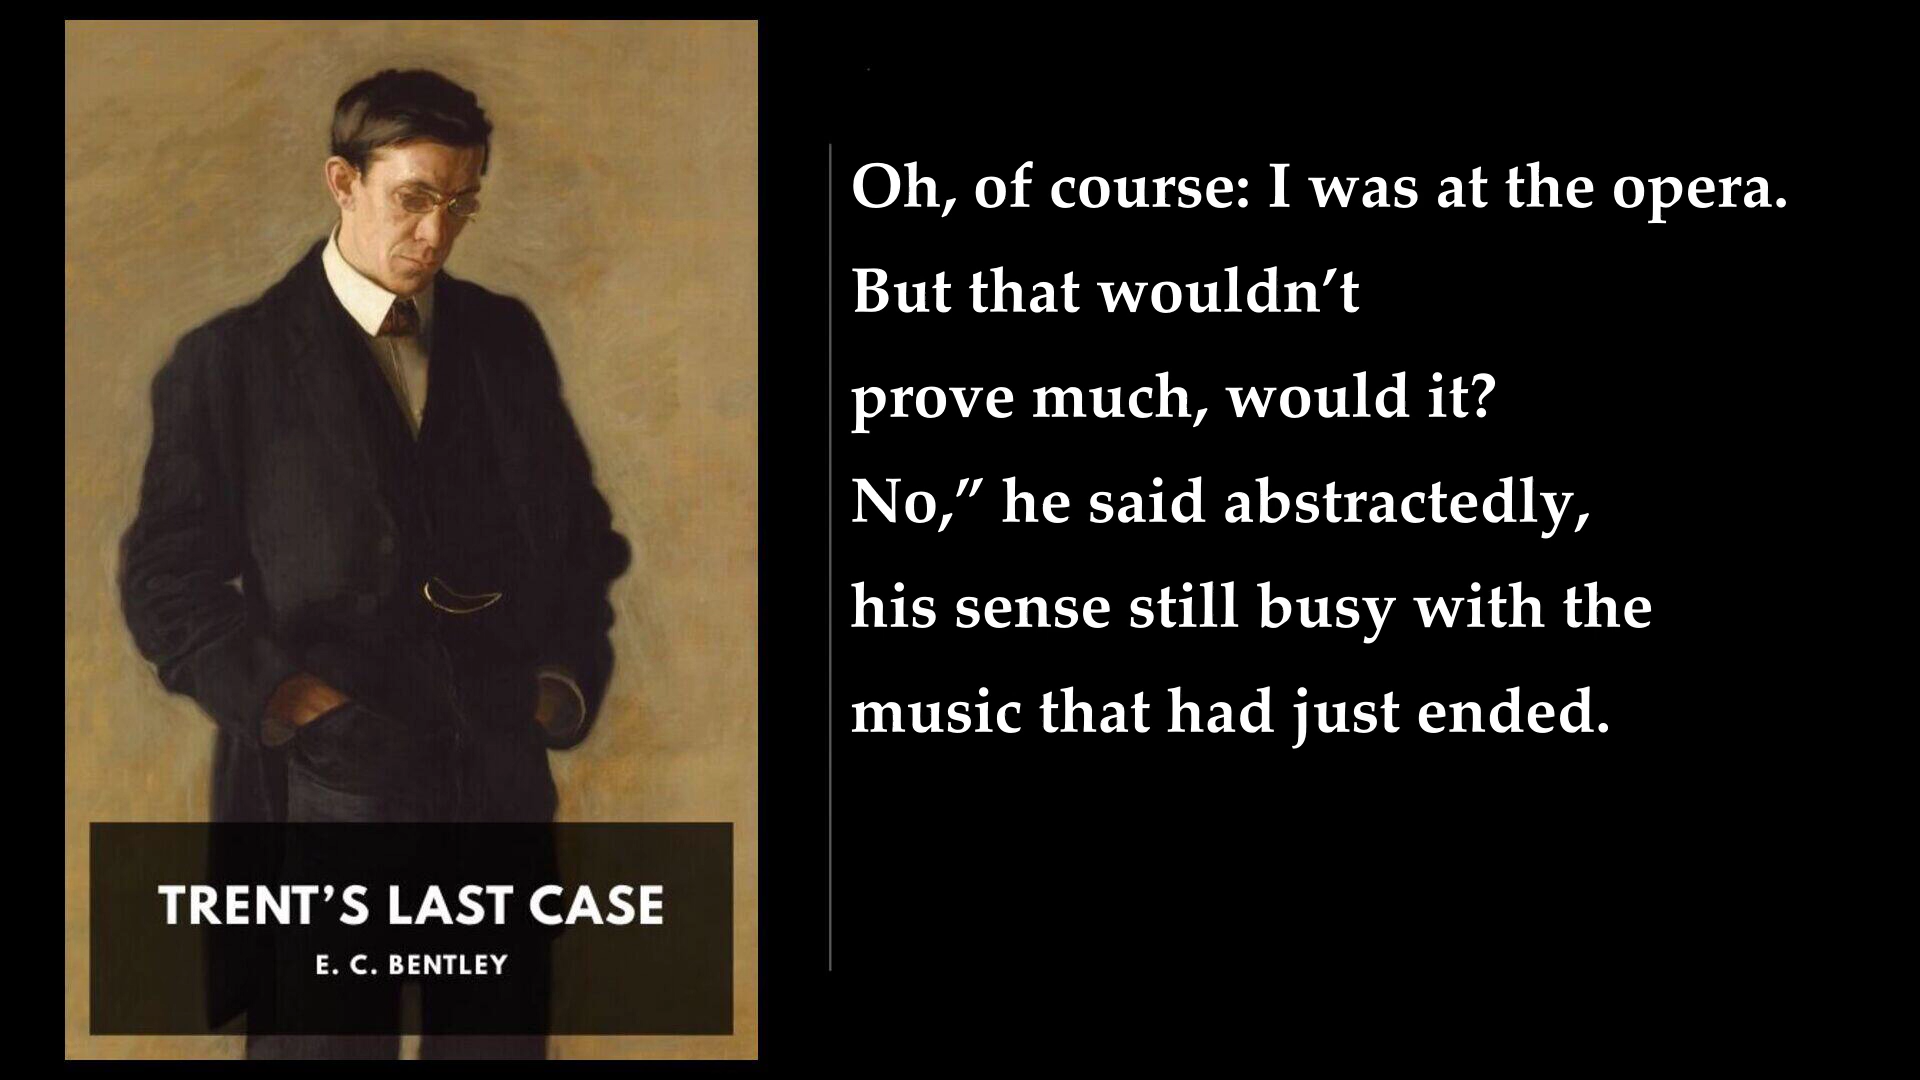 TRENT’S LAST CASE
E. C. BENTLEY
Oh, of course: I was at the opera.
But that wouldn’t
prove much, would it?
No,” he said abstractedly,
his sense still busy with the
music that had just ended.